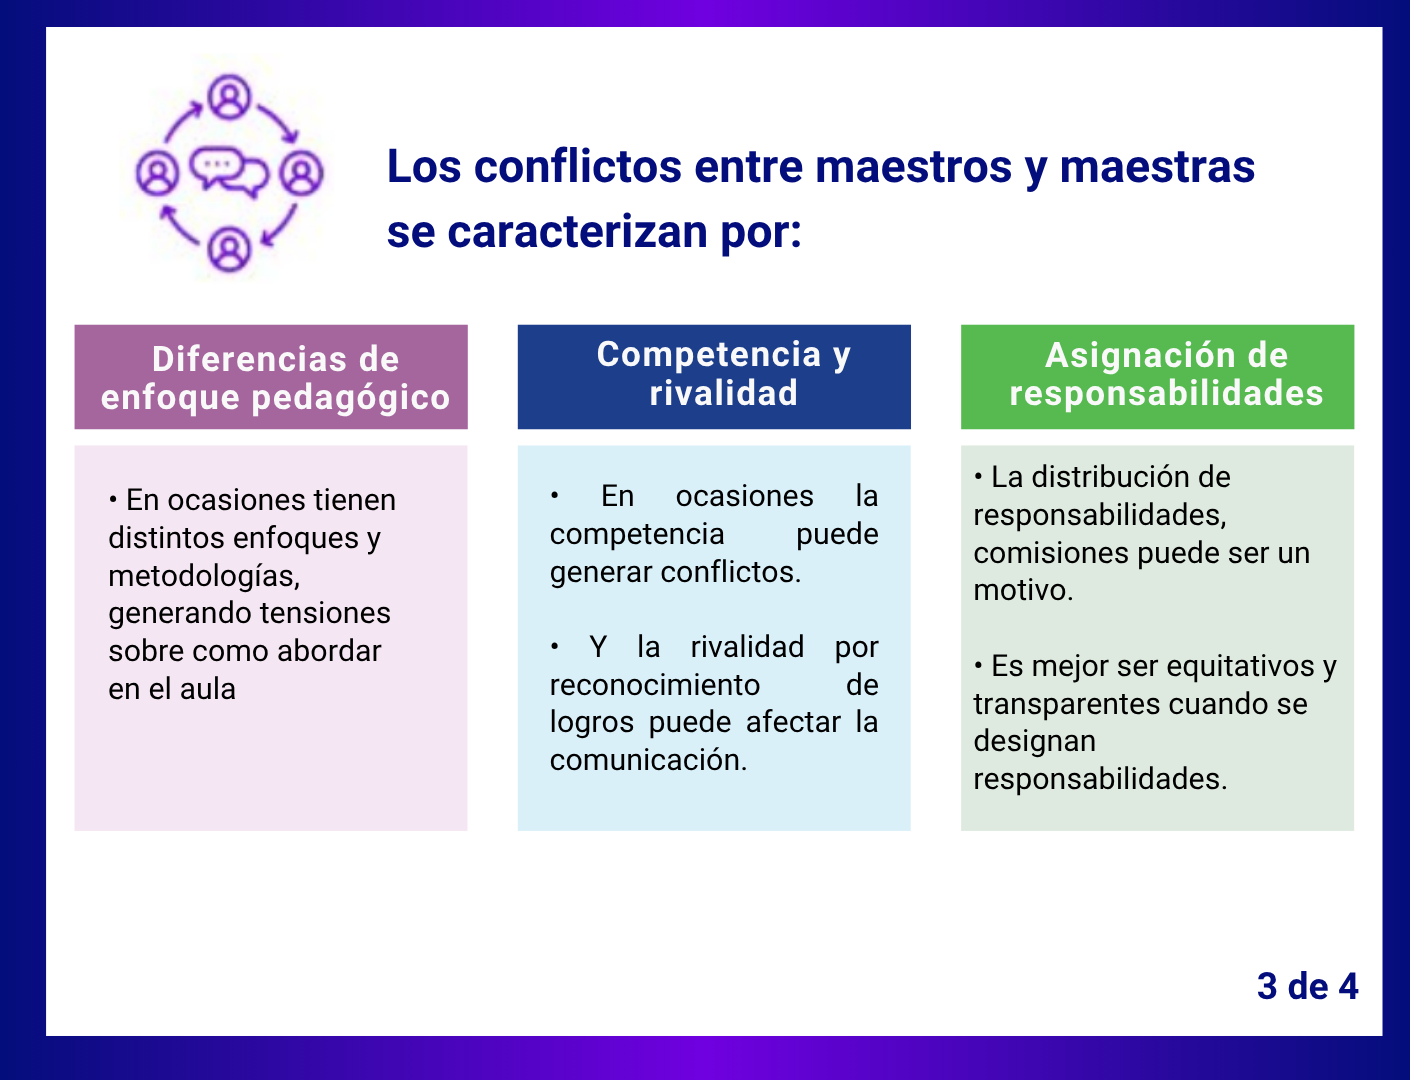 Los conflictos entre maestros y maestras
se caracterizan por:
Diferencias de
enfoque pedagógico
• En ocasiones tienen
distintos enfoques y
metodologías,
generando tensiones
sobre como abordar
en el aula
Competencia y
rivalidad
• En ocasiones la
competencia puede
generar conflictos.
• Y la rivalidad por
reconocimiento de
logros puede afectar la
comunicación.
Asignación de
responsabilidades
• La distribución de
responsabilidades,
comisiones puede ser un
motivo.
• Es mejor ser equitativos y
transparentes cuando se
designan
responsabilidades.
3 de 4